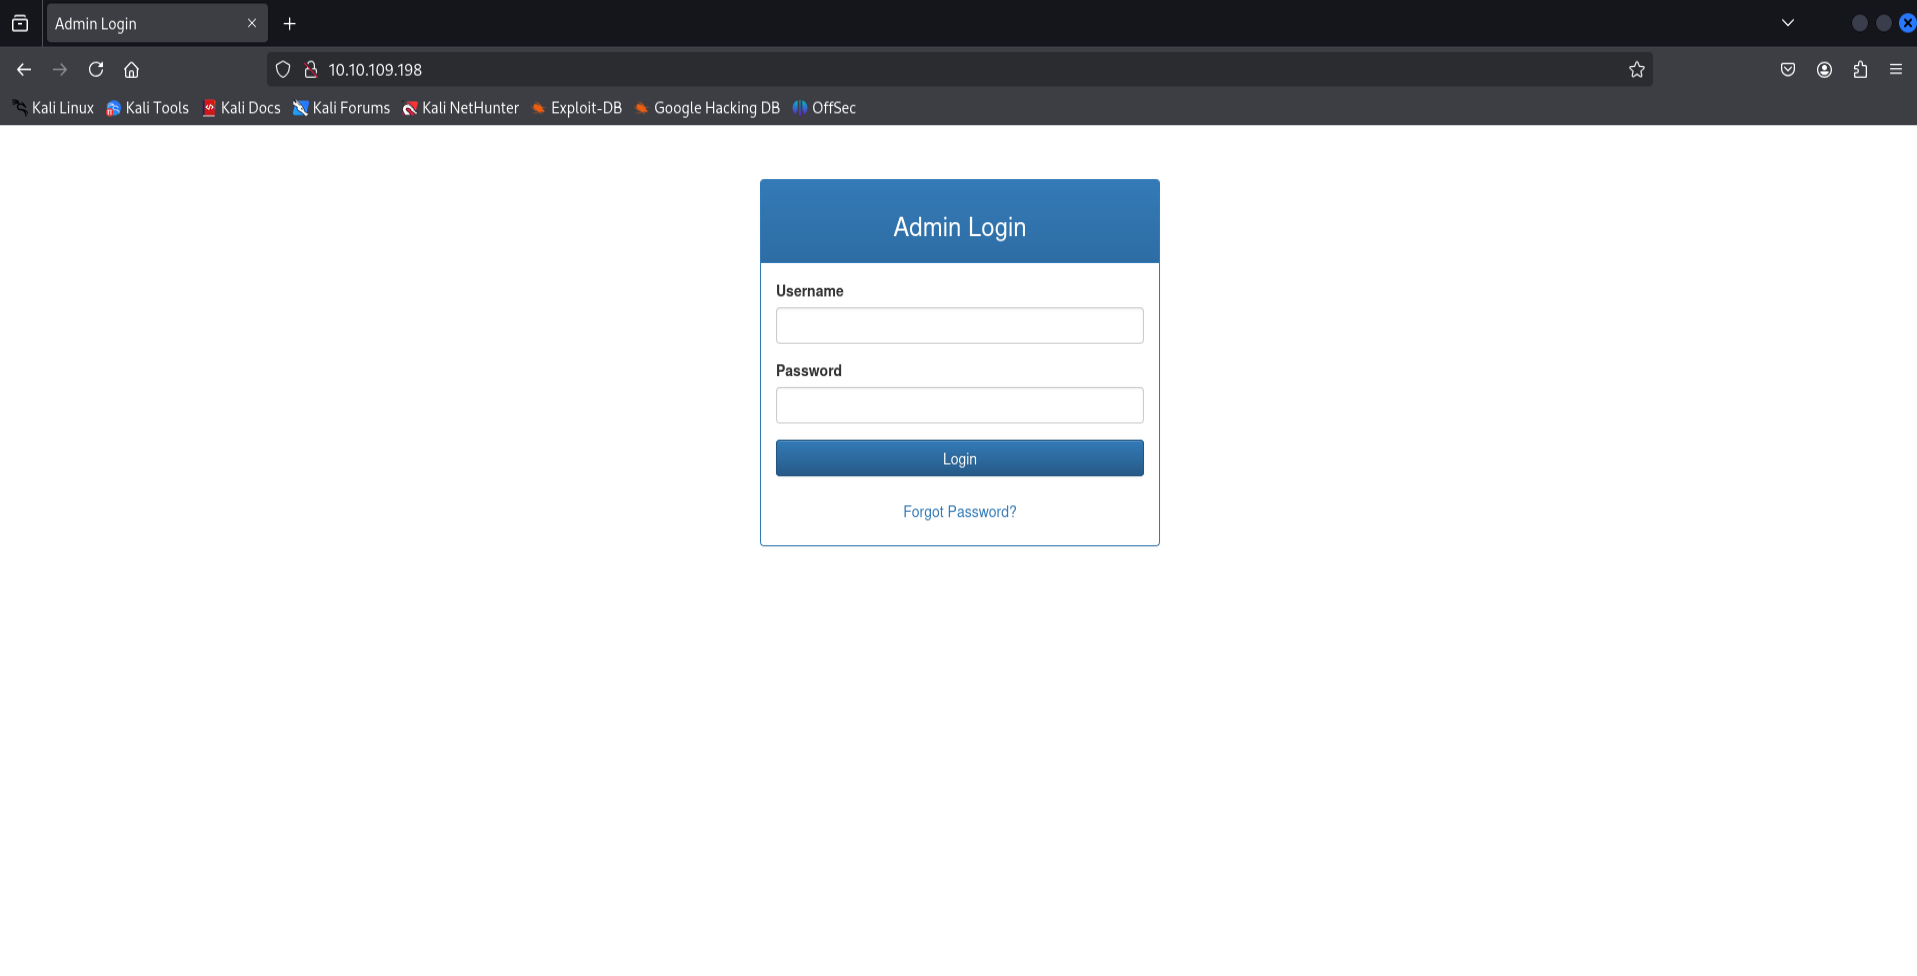 Admin Login
10.10.109.198
Kali Linux Kali Tools Kali Docs Kali Forums Kali NetHunter Exploit-DB Google Hacking DB OffSec
Admin Login
Username
Password
Login
Forgot Password?